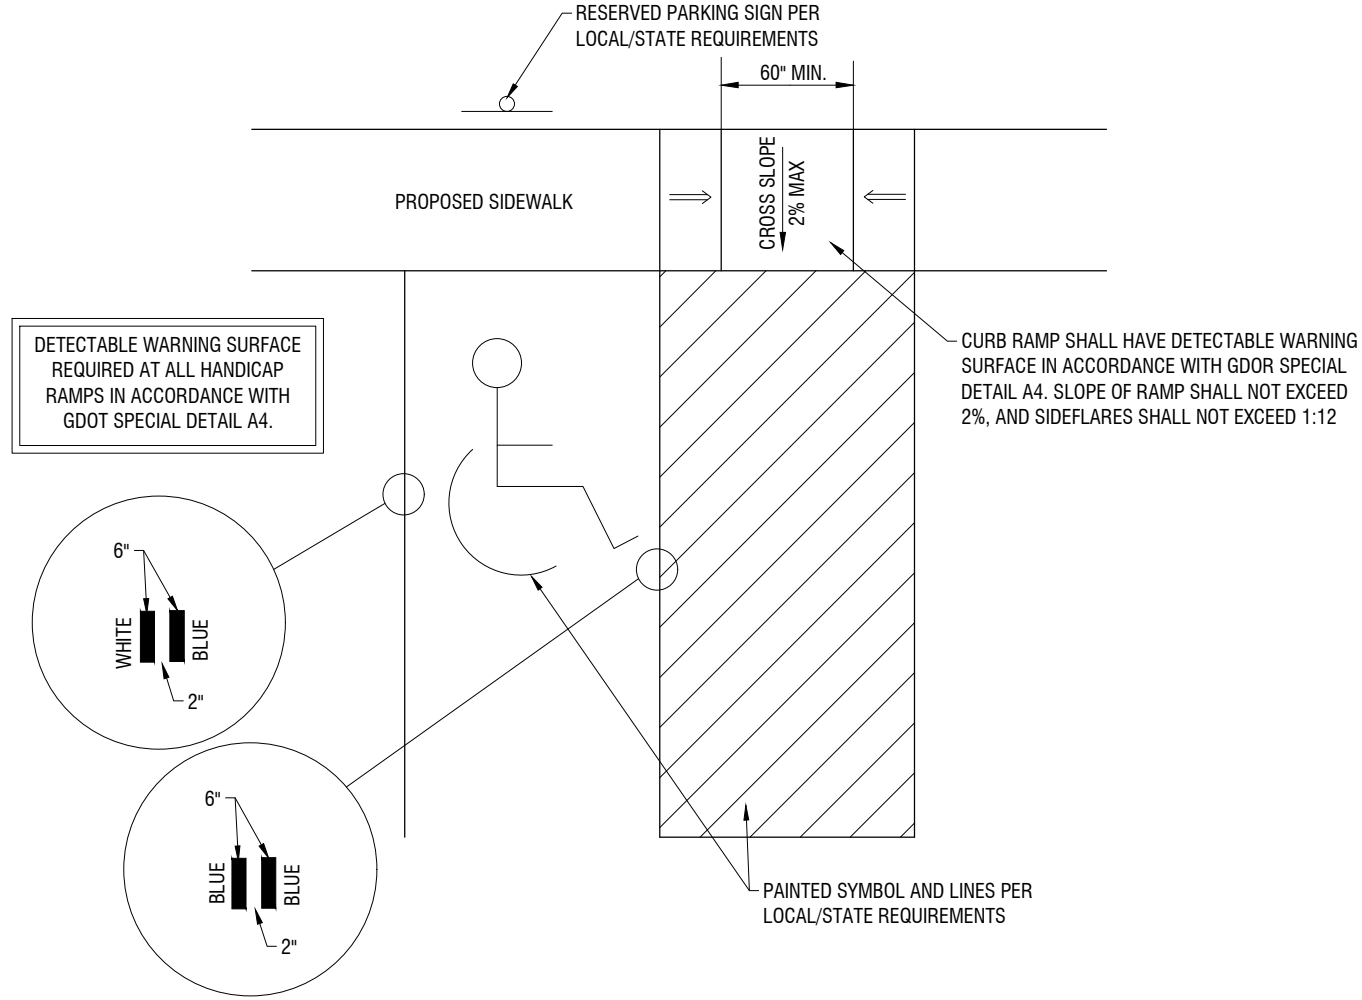 RESERVED PARKING SIGN PER
LOCAL/STATE REQUIREMENTS
60" MIN.
CROSS SLOPE
2% MAX
PROPOSED SIDEWALK
DETECTABLE WARNING SURFACE
REQUIRED AT ALL HANDICAP
RAMPS IN ACCORDANCE WITH
GDOT SPECIAL DETAIL A4.
CURB RAMP SHALL HAVE DETECTABLE WARNING
SURFACE IN ACCORDANCE WITH GDOR SPECIAL
DETAIL A4. SLOPE OF RAMP SHALL NOT EXCEED
2%, AND SIDEFLARES SHALL NOT EXCEED 1:12
6"
WHITE
BLUE
2"
6"
BLUE
BLUE
2"
PAINTED SYMBOL AND LINES PER
LOCAL/STATE REQUIREMENTS